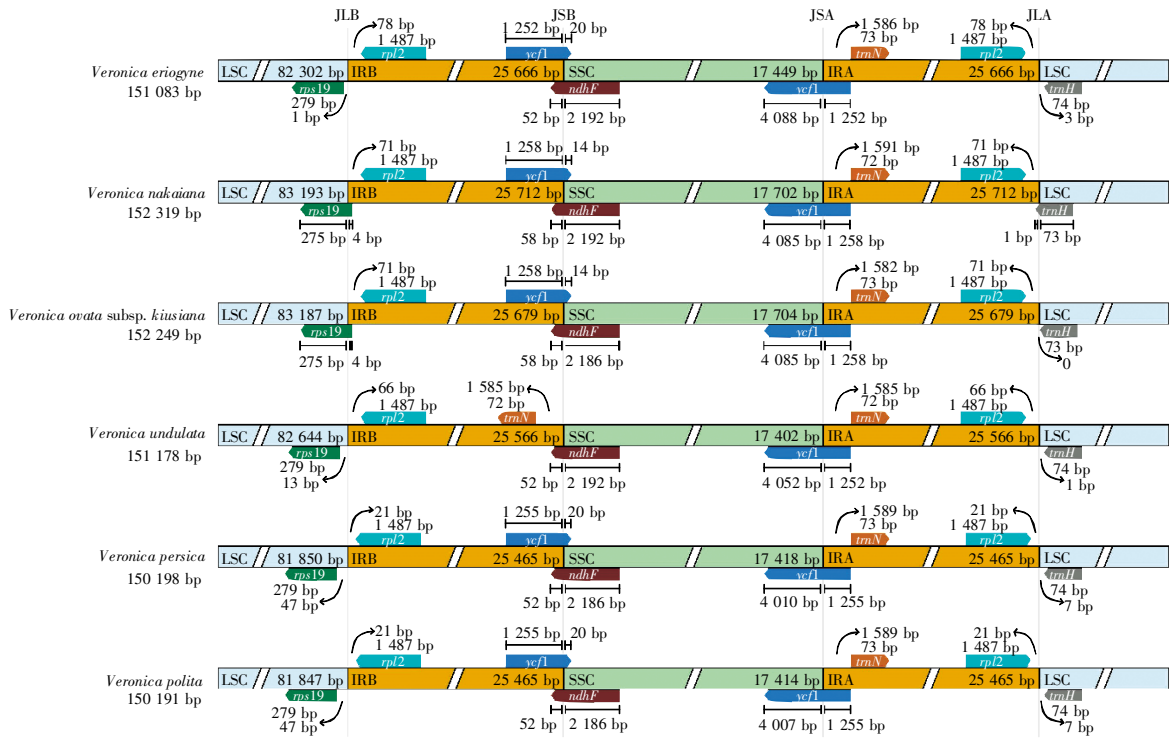 JLB JSB JSA JLA
78 bp 1 252 bp 20 bp 1 586 bp 78 bp
1 487 bp 73 bp 1 487 bp
rpl2 ycf1 trnN rpl2
Veronica eriogyne LSC 82 302 bp IRB 25 666 bp SSC 17 449 bp IRA 25 666 bp LSC
151 083 bp rps19 ndhF ycf1 trnH
279 bp 52 bp 2 192 bp 4 088 bp 1 252 bp 74 bp
1 bp 3 bp
71 bp 1 258 bp 14 bp 1 591 bp 71 bp
1 487 bp 72 bp 1 487 bp
rpl2 ycf1 trnN rpl2
Veronica nakaiana LSC 83 193 bp IRB 25 712 bp SSC 17 702 bp IRA 25 712 bp LSC
152 319 bp rps19 ndhF ycf1 trnH
275 bp 4 bp 58 bp 2 192 bp 4 085 bp 1 258 bp 1 bp 73 bp
71 bp 1 258 bp 14 bp 1 582 bp 71 bp
1 487 bp 73 bp 1 487 bp
rpl2 ycf1 trnN rpl2
Veronica ovata subsp. kiusiana LSC 83 187 bp IRB 25 679 bp SSC 17 704 bp IRA 25 679 bp LSC
152 249 bp rps19 ndhF ycf1 trnH
275 bp 4 bp 58 bp 2 186 bp 4 085 bp 1 258 bp 73 bp
0
66 bp 1 585 bp 1 585 bp 66 bp
1 487 bp 72 bp 72 bp 1 487 bp
rpl2 trnN trnN rpl2
Veronica undulata LSC 82 644 bp IRB 25 566 bp SSC 17 402 bp IRA 25 566 bp LSC
151 178 bp rps19 ndhF ycf1 trnH
279 bp 52 bp 2 192 bp 4 052 bp 1 252 bp 74 bp
13 bp 1 bp
21 bp 1 255 bp 20 bp 1 589 bp 21 bp
1 487 bp 73 bp 1 487 bp
rpl2 ycf1 trnN rpl2
Veronica persica LSC 81 850 bp IRB 25 465 bp SSC 17 418 bp IRA 25 465 bp LSC
150 198 bp rps19 ndhF ycf1 trnH
279 bp 52 bp 2 186 bp 4 010 bp 1 255 bp 74 bp
47 bp 7 bp
21 bp 1 255 bp 20 bp 1 589 bp 21 bp
1 487 bp 73 bp 1 487 bp
rpl2 ycf1 trnN rpl2
Veronica polita LSC 81 847 bp IRB 25 465 bp SSC 17 414 bp IRA 25 465 bp LSC
150 191 bp rps19 ndhF ycf1 trnH
279 bp 52 bp 2 186 bp 4 007 bp 1 255 bp 74 bp
47 bp 7 bp